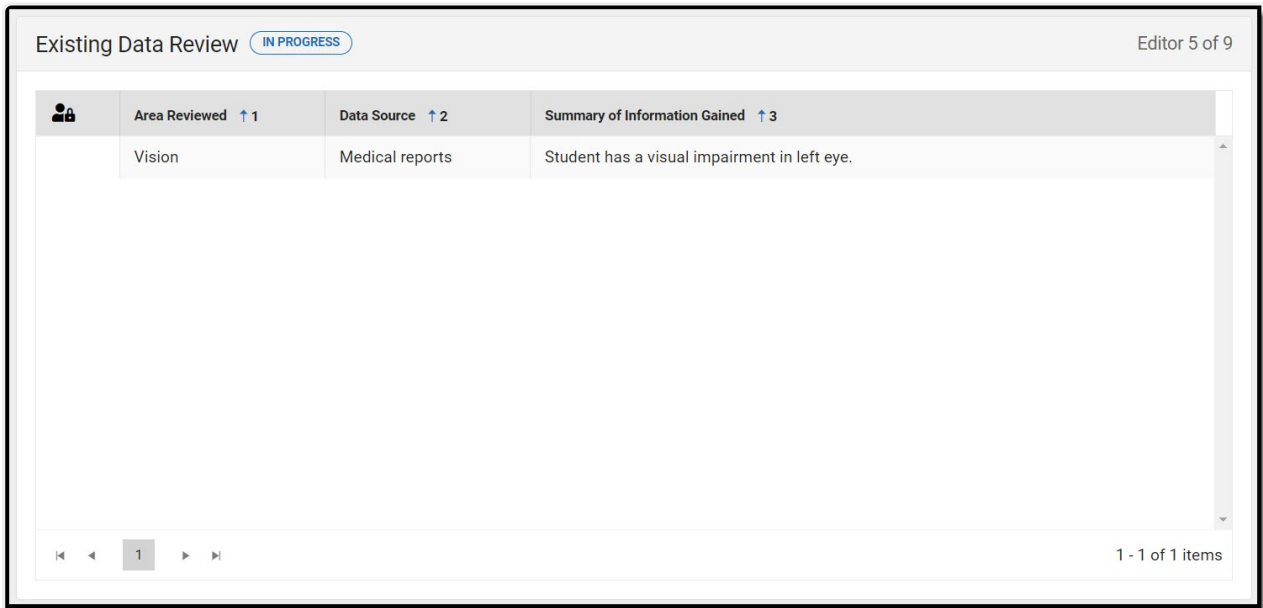 Existing Data Review IN PROGRESS Editor 5 of 9
Area Reviewed ↑ 1 Data Source ↑ 2 Summary of Information Gained ↑ 3
Vision Medical reports Student has a visual impairment in left eye.
1 1 - 1 of 1 items